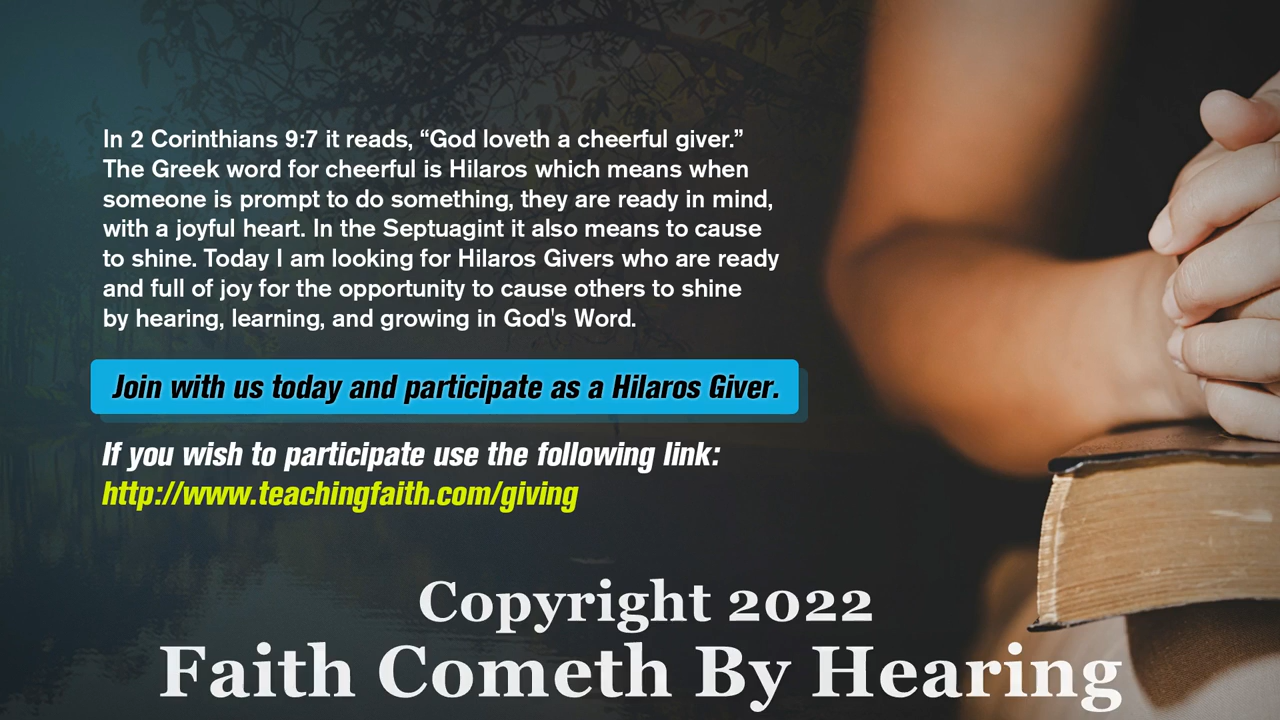 In 2 Corinthians 9:7 it reads, “God loveth a cheerful giver.”
The Greek word for cheerful is Hilaros which means when
someone is prompt to do something, they are ready in mind,
with a joyful heart. In the Septuagint it also means to cause
to shine. Today I am looking for Hilaros Givers who are ready
and full of joy for the opportunity to cause others to shine
by hearing, learning, and growing in God's Word.
Join with us today and participate as a Hilaros Giver.
If you wish to participate use the following link:
http://www.teachingfaith.com/giving
Copyright 2022
Faith Cometh By Hearing